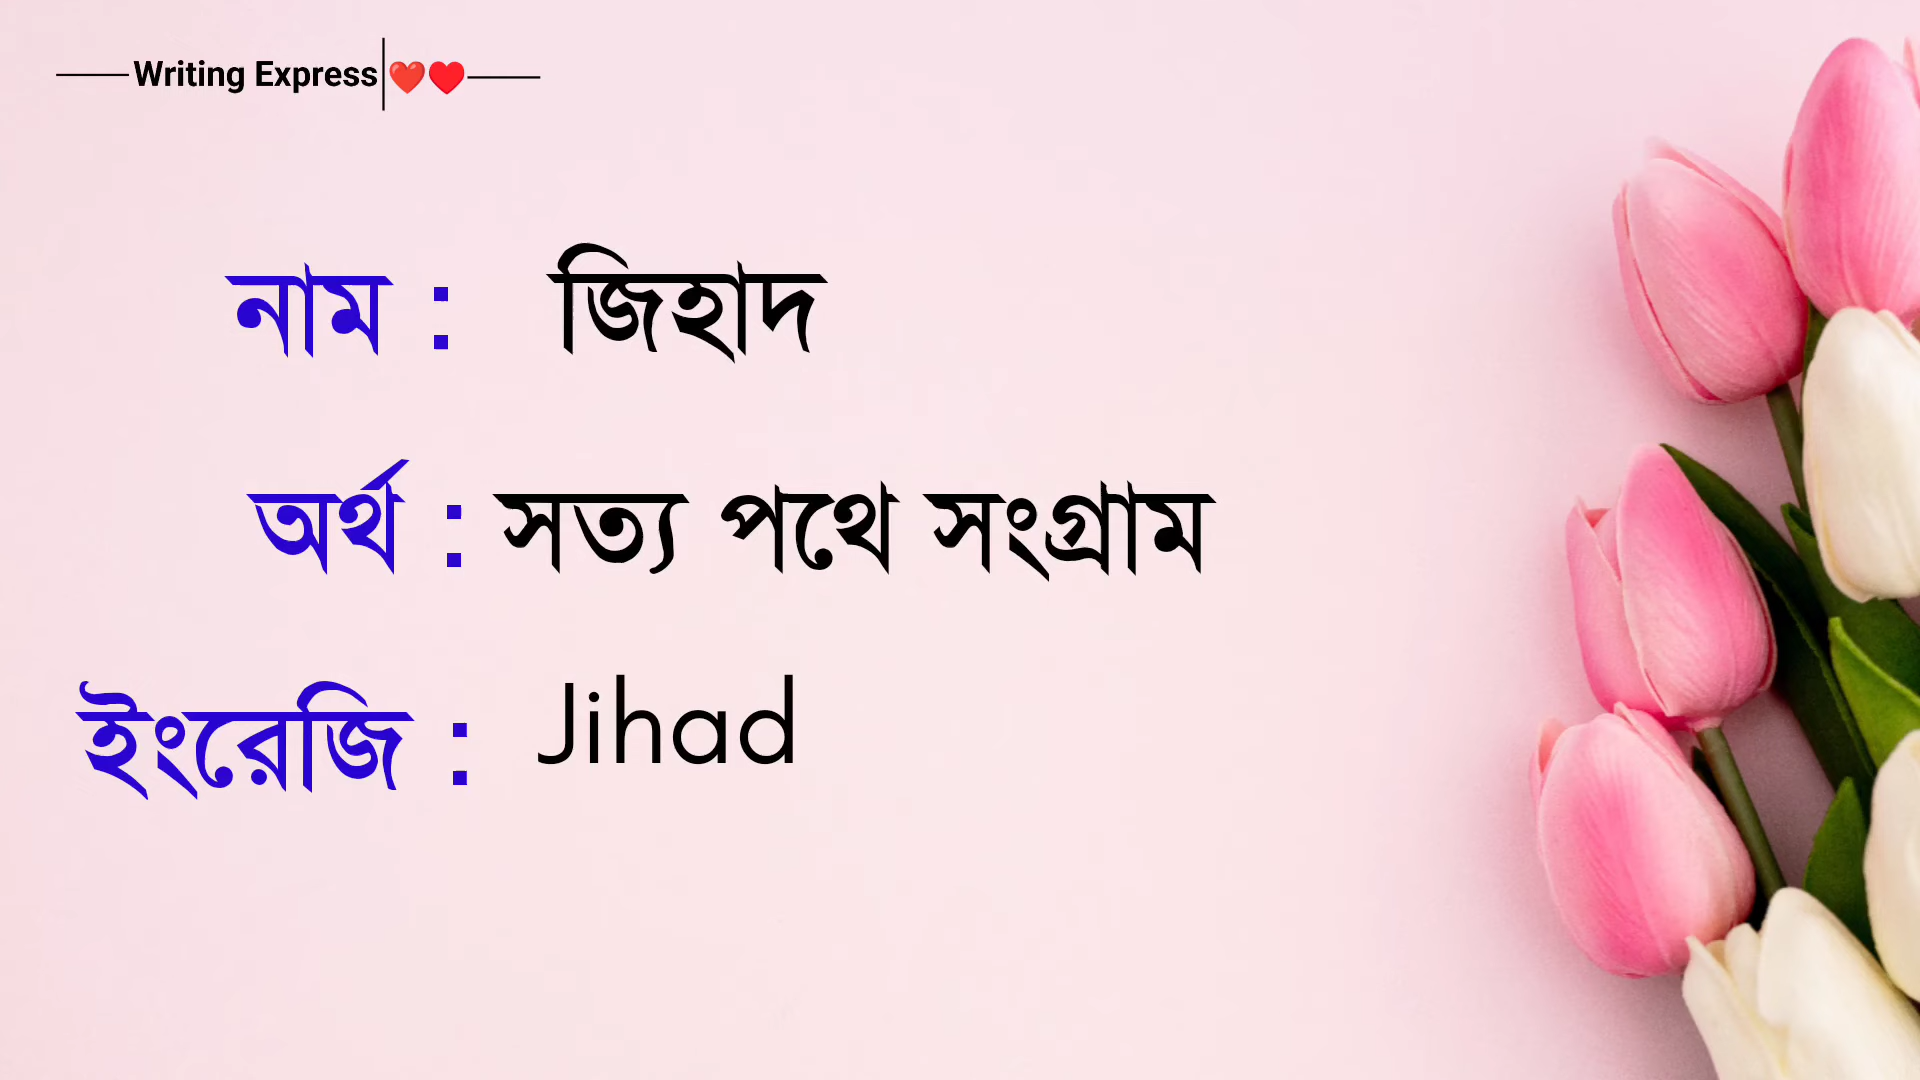 Writing Express ❤️❤️
নাম : জিহাদ
অর্থ : সত্য পথে সংগ্রাম
ইংরেজি : Jihad